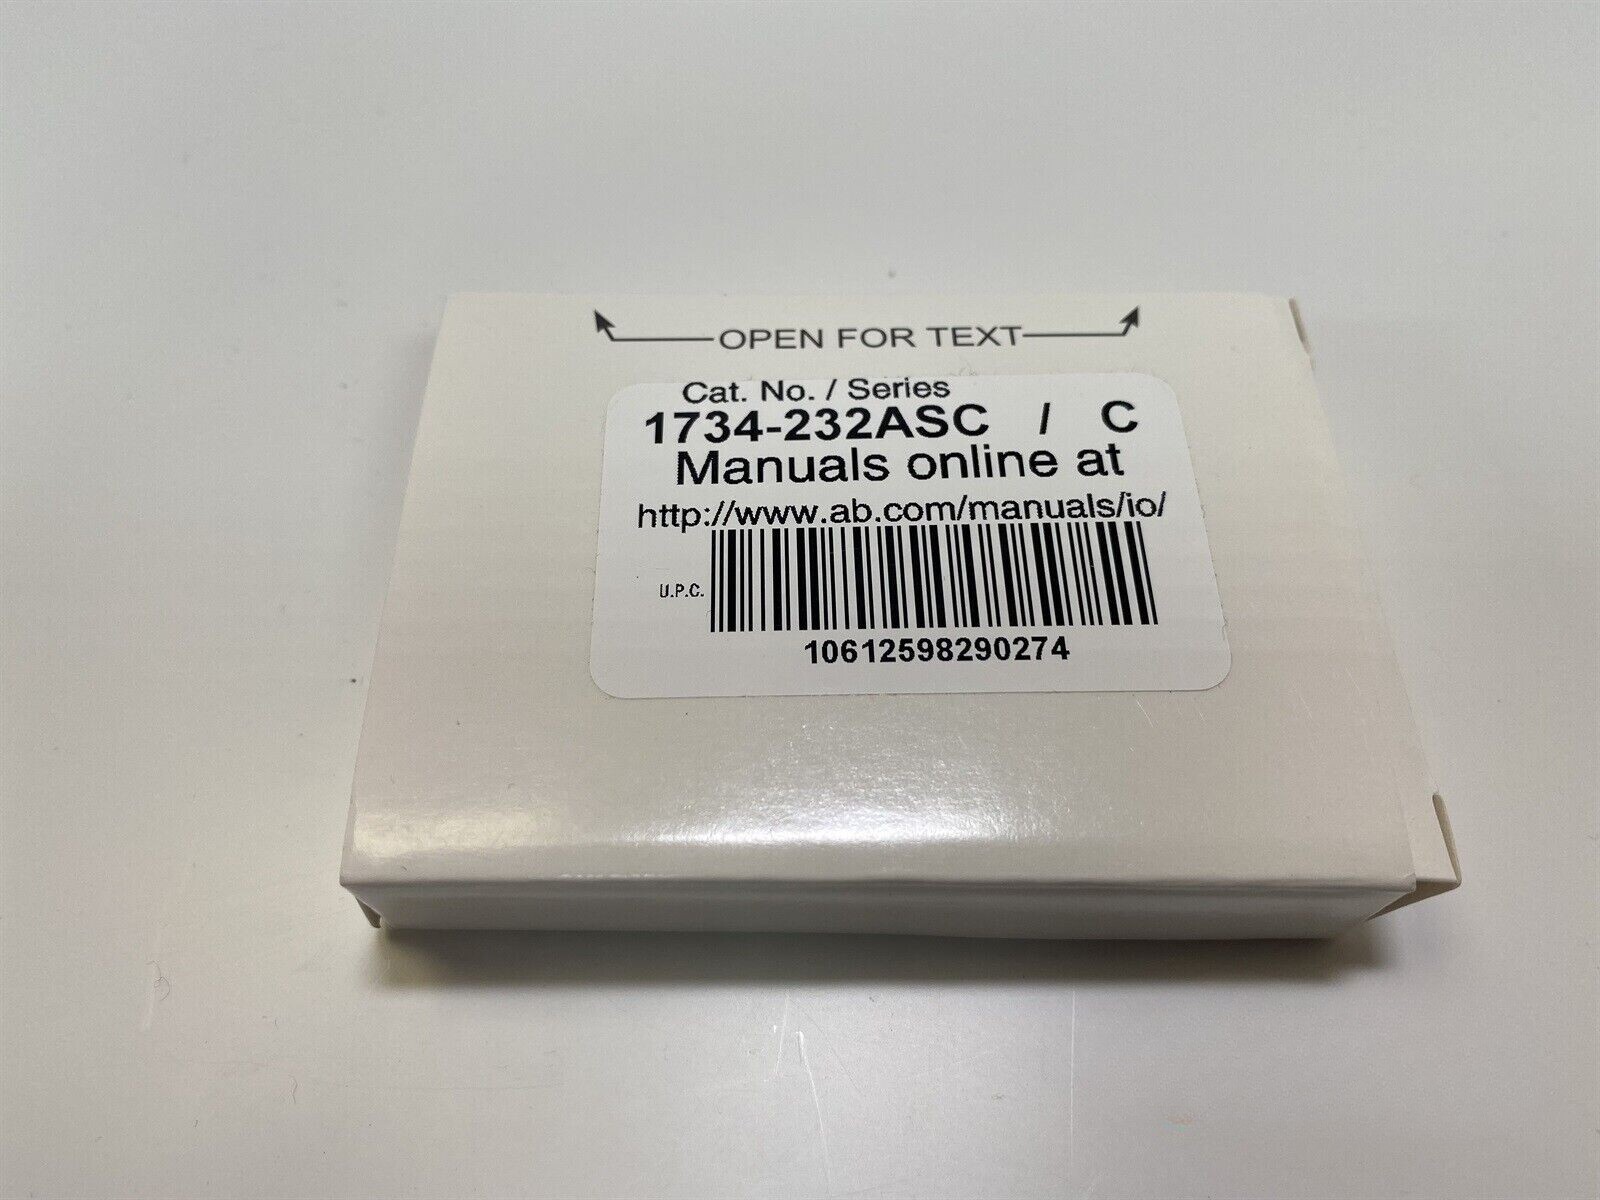 OPEN FOR TEXT
Cat. No. / Series
1734-232ASC / C
Manuals online at
http://www.ab.com/manuals/io/
U.P.C.
10612598290274